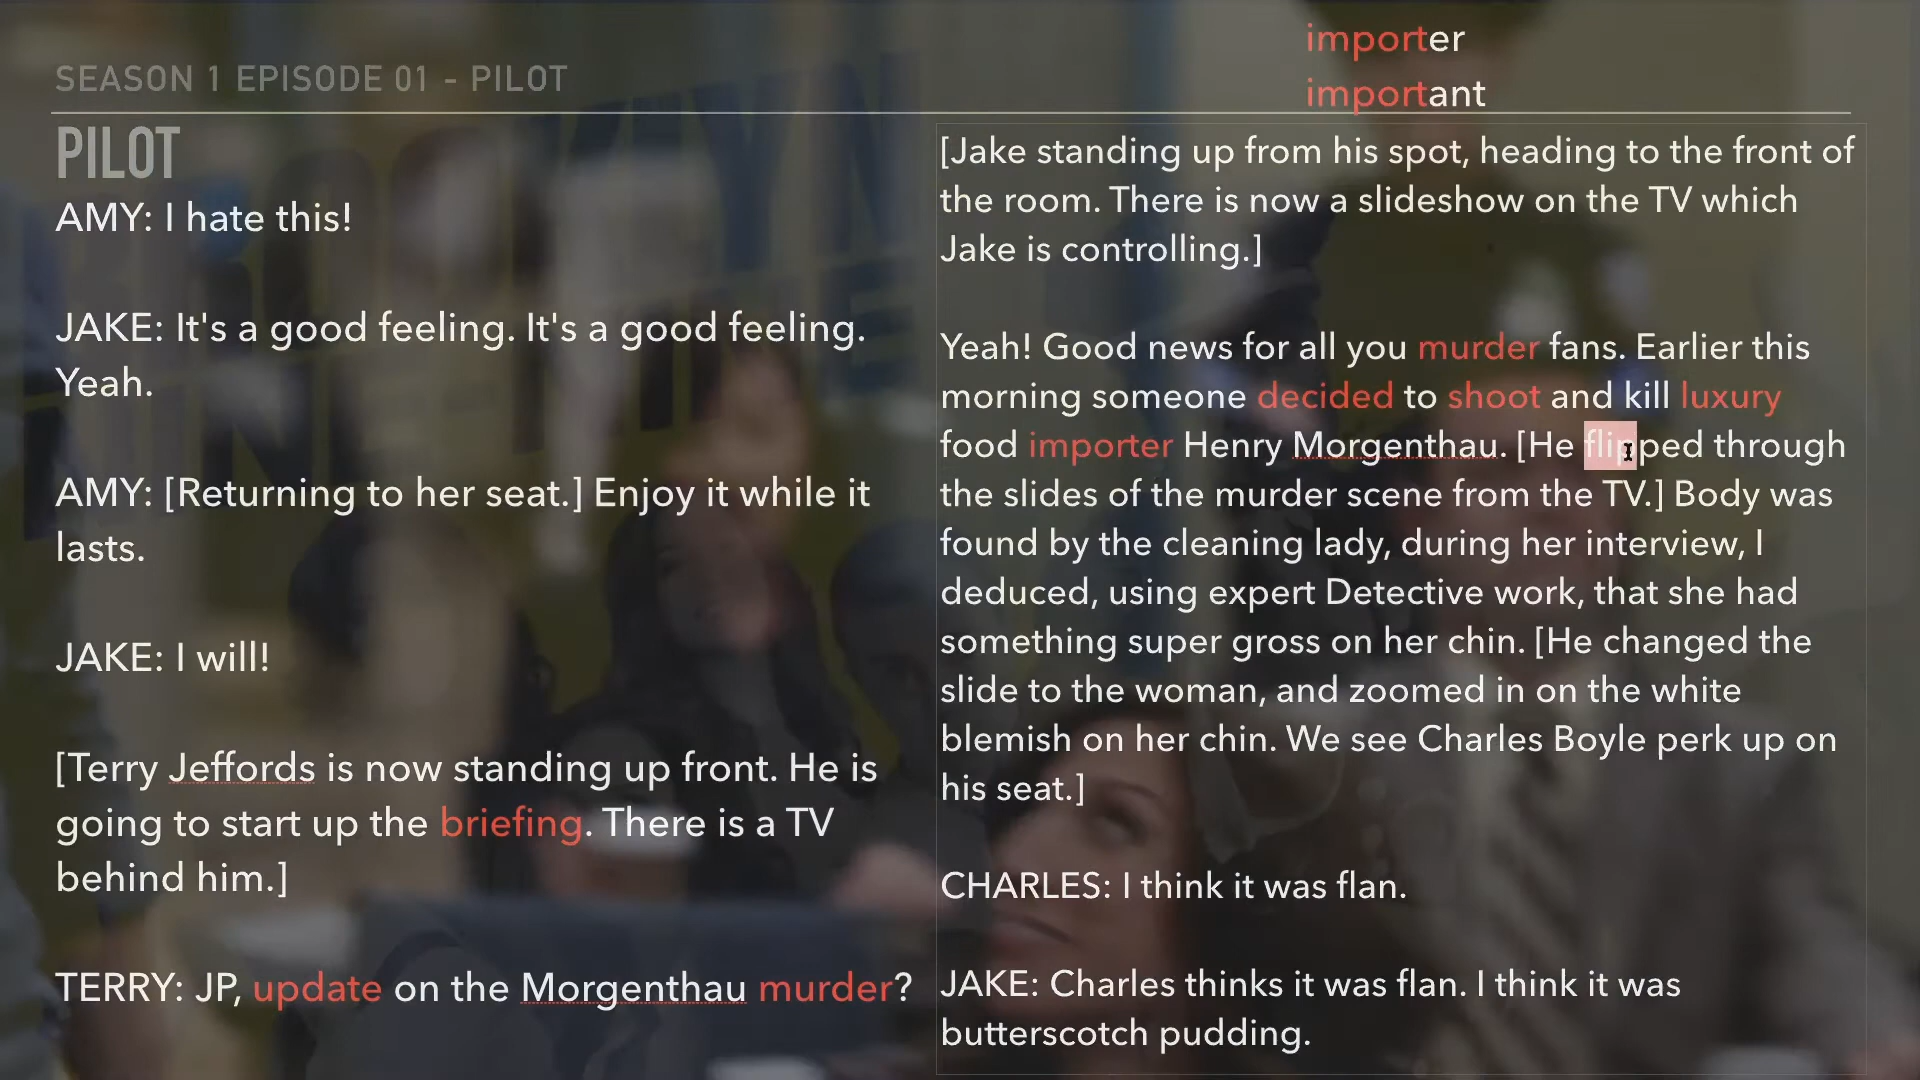 importer
important
SEASON 1 EPISODE 01 - PILOT
PILOT
AMY: I hate this!
JAKE: It's a good feeling. It's a good feeling.
Yeah.
AMY: [Returning to her seat.] Enjoy it while it
lasts.
JAKE: I will!
[Terry Jeffords is now standing up front. He is
going to start up the briefing. There is a TV
behind him.]
TERRY: JP, update on the Morgenthau murder?
[Jake standing up from his spot, heading to the front of
the room. There is now a slideshow on the TV which
Jake is controlling.]
Yeah! Good news for all you murder fans. Earlier this
morning someone decided to shoot and kill luxury
food importer Henry Morgenthau. [He flipped through
the slides of the murder scene from the TV.] Body was
found by the cleaning lady, during her interview, I
deduced, using expert Detective work, that she had
something super gross on her chin. [He changed the
slide to the woman, and zoomed in on the white
blemish on her chin. We see Charles Boyle perk up on
his seat.]
CHARLES: I think it was flan.
JAKE: Charles thinks it was flan. I think it was
butterscotch pudding.